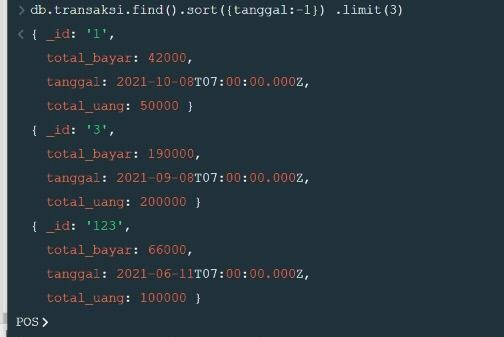 > db.transaksi.find().sort({tanggal:-1}) .limit(3)
< { _id: '1',
total_bayar: 42000,
tanggal: 2021-10-08T07:00:00.000Z,
total_uang: 50000 }
{ _id: '3',
total_bayar: 190000,
tanggal: 2021-09-08T07:00:00.000Z,
total_uang: 200000 }
{ _id: '123',
total_bayar: 66000,
tanggal: 2021-06-11T07:00:00.000Z,
total_uang: 100000 }
POS>